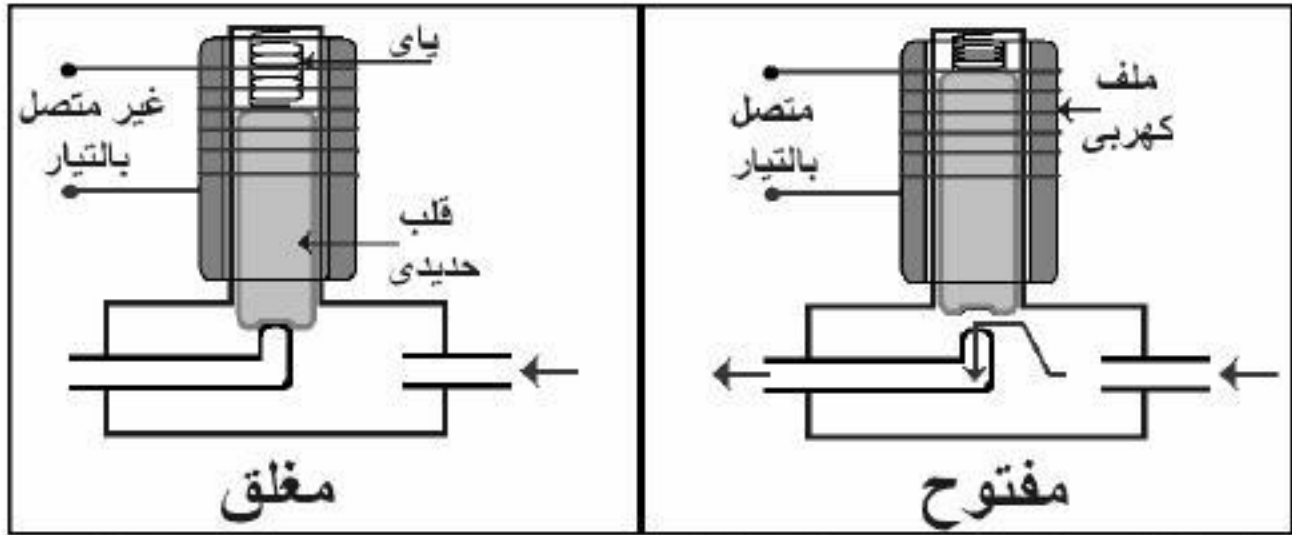 ملف
كهربى
متصل
بالتيار
مفتوح
ياى
غير متصل
بالتيار
قلب
حديدى
مغلق